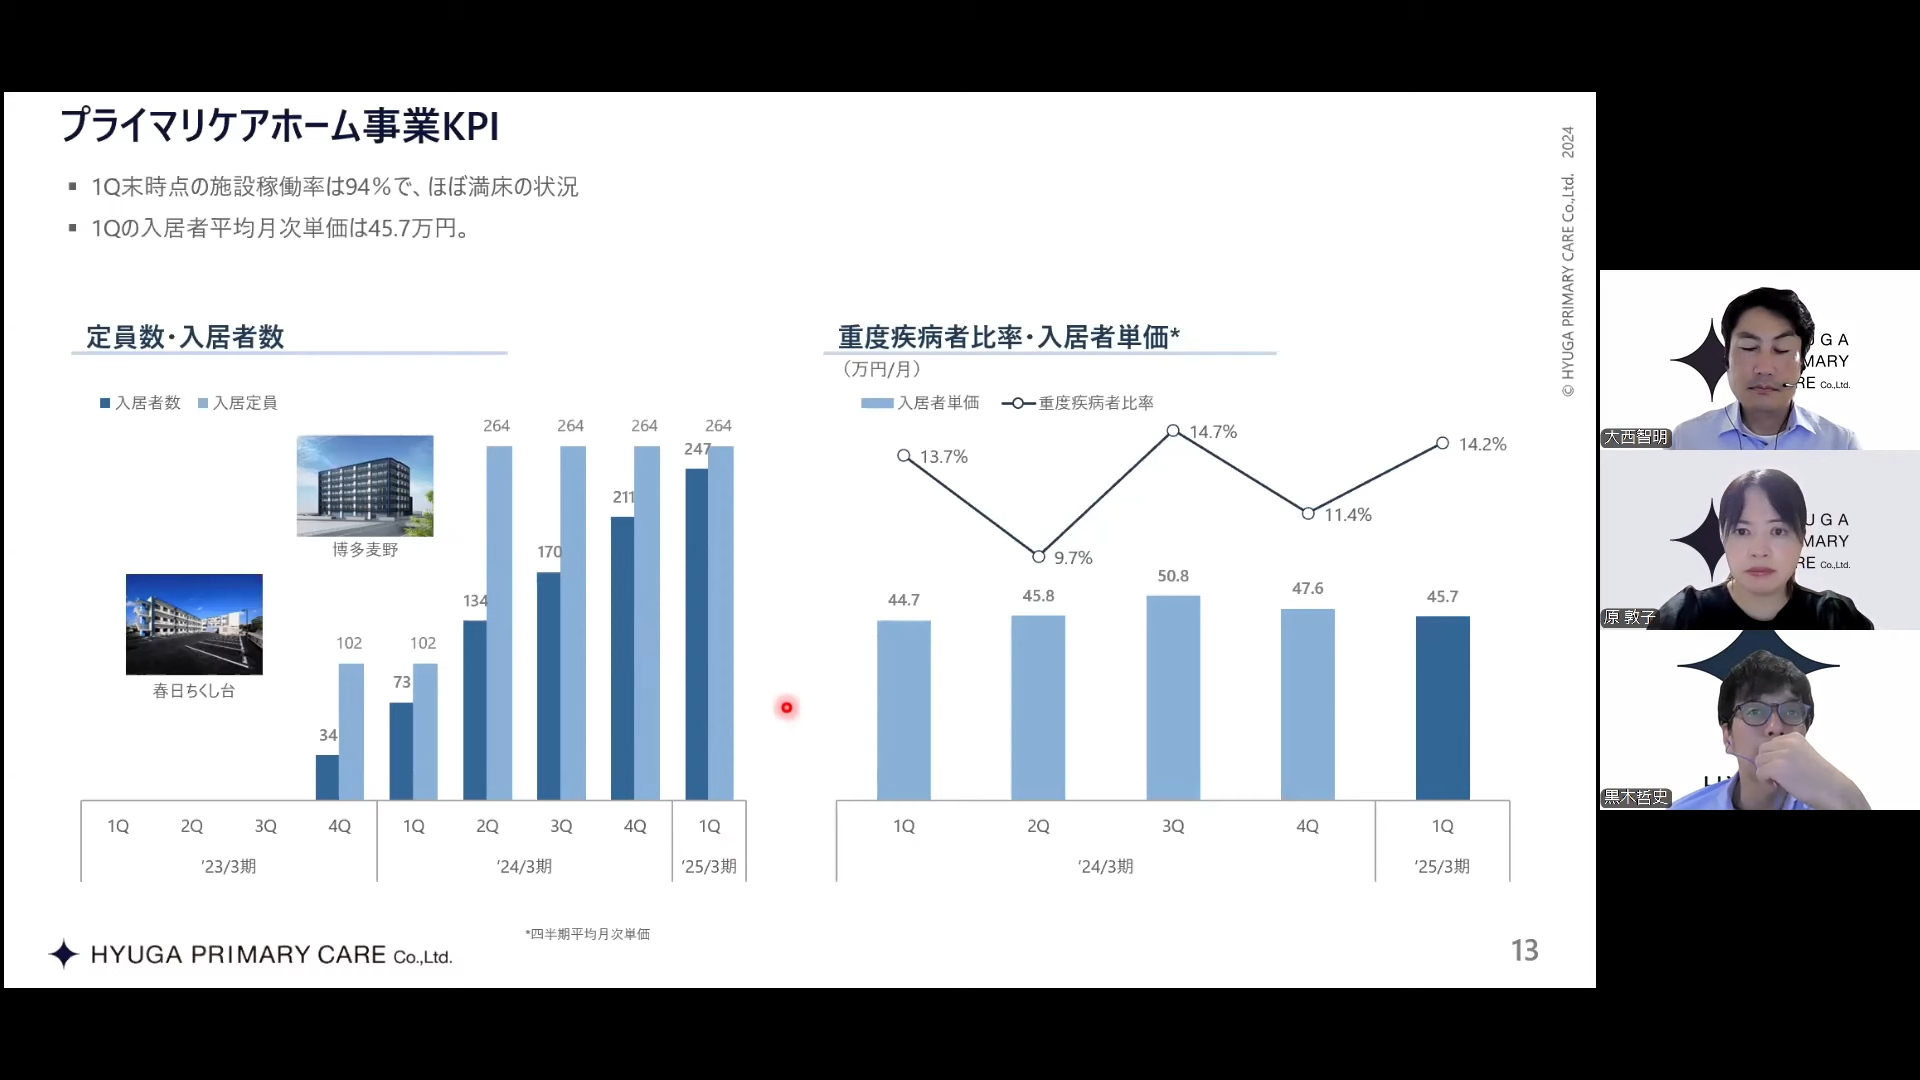 プライマリケアホーム事業KPI
▪ 1Q末時点の施設稼働率は94％で、ほぼ満床の状況
▪ 1Qの入居者平均月次単価は45.7万円。
© HYUGA PRIMARY CARE Co,Ltd. 2024
定員数・入居者数
入居者数 入居定員
博多麦野
春日ちくし台
34 102 73 102 134 264 170 264 211 264 247 264
1Q 2Q 3Q 4Q 1Q 2Q 3Q 4Q 1Q
'23/3期 '24/3期 '25/3期
重度疾病者比率・入居者単価*
（万円/月）
入居者単価 重度疾病者比率
13.7% 9.7% 14.7% 11.4% 14.2%
44.7 45.8 50.8 47.6 45.7
1Q 2Q 3Q 4Q 1Q
'24/3期 '25/3期
*四半期平均月次単価
HYUGA PRIMARY CARE Co.,Ltd.
13
UGA
MARY
RE Co.,Ltd.
大西智明
UGA
MARY
RE Co.,Ltd.
原 敦子
黒木哲史